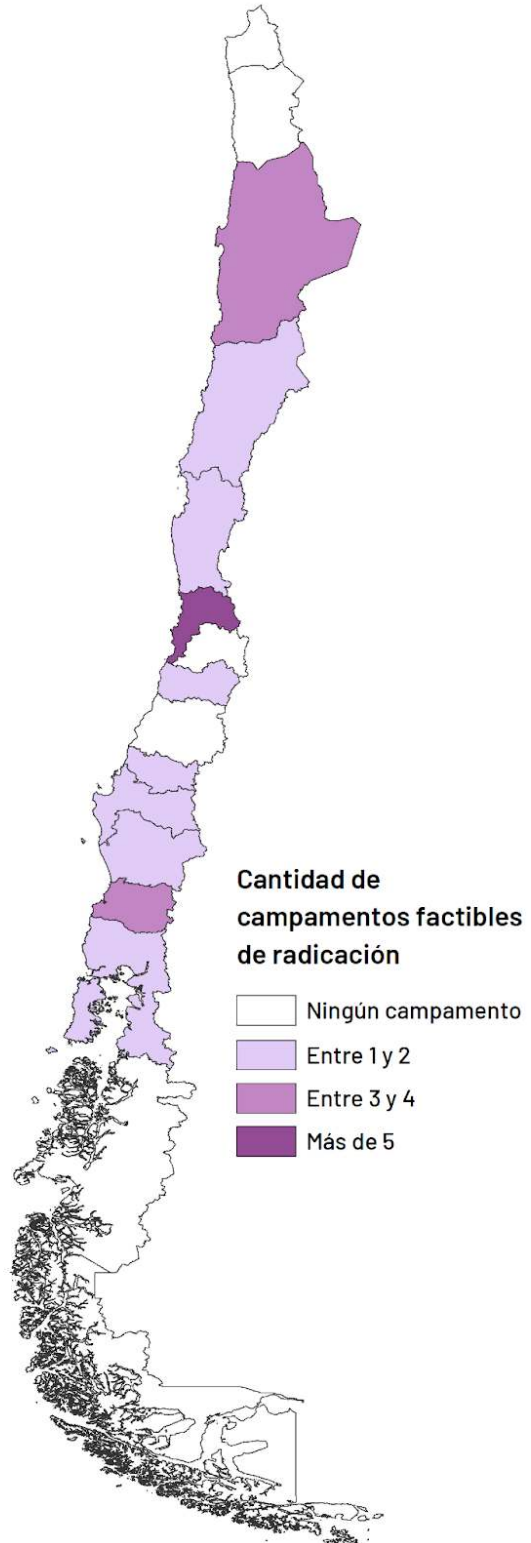 Cantidad de
campamentos factibles
de radicación
Ningún campamento
Entre 1 y 2
Entre 3 y 4
Más de 5